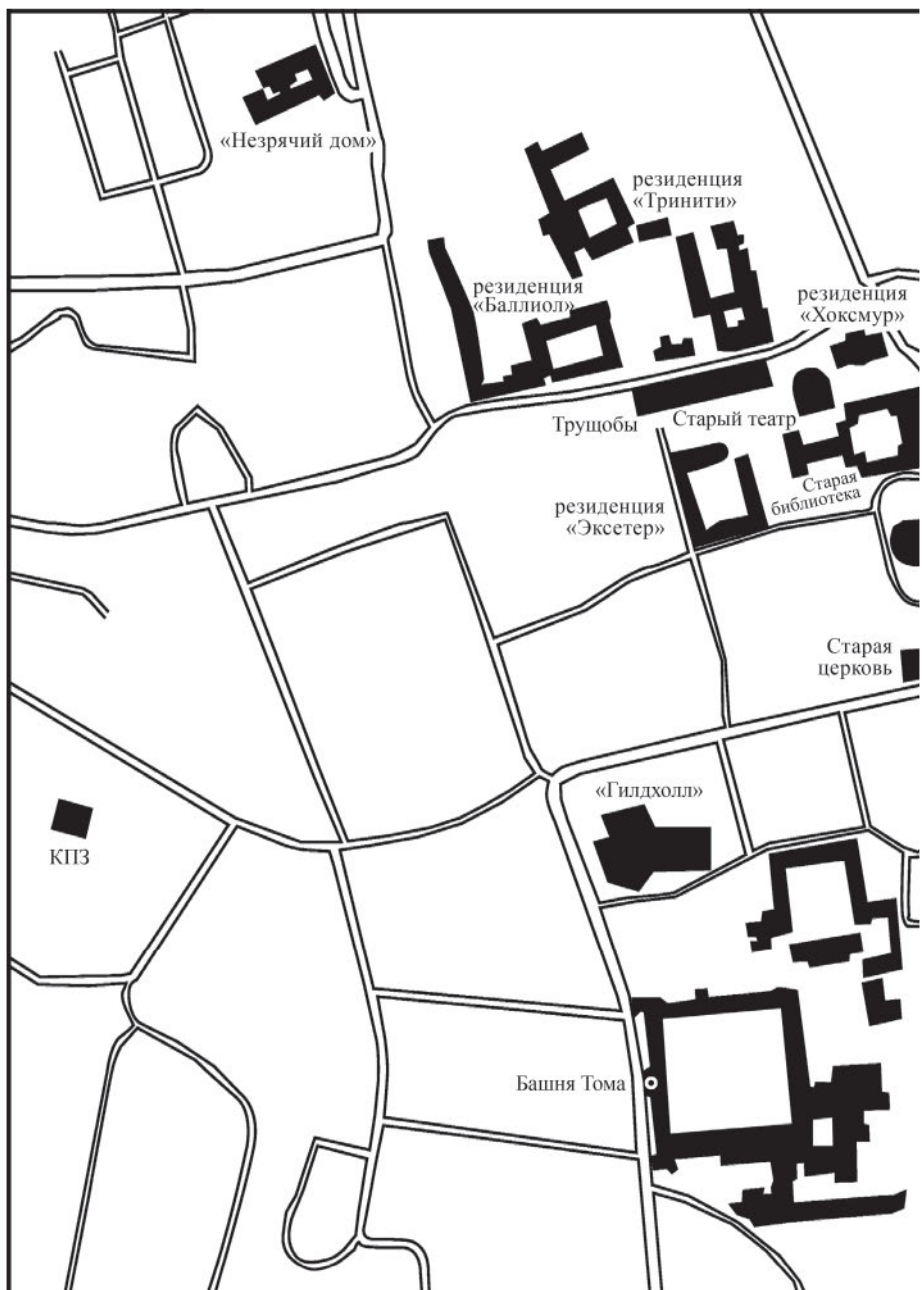 «Незрячий дом»
резиденция
«Тринити»
резиденция
«Баллиол»
резиденция
«Хоксмур»
Трущобы
Старый театр
Старая
библиотека
резиденция
«Эксетер»
Старая
церковь
«Гилдхолл»
КПЗ
Башня Тома